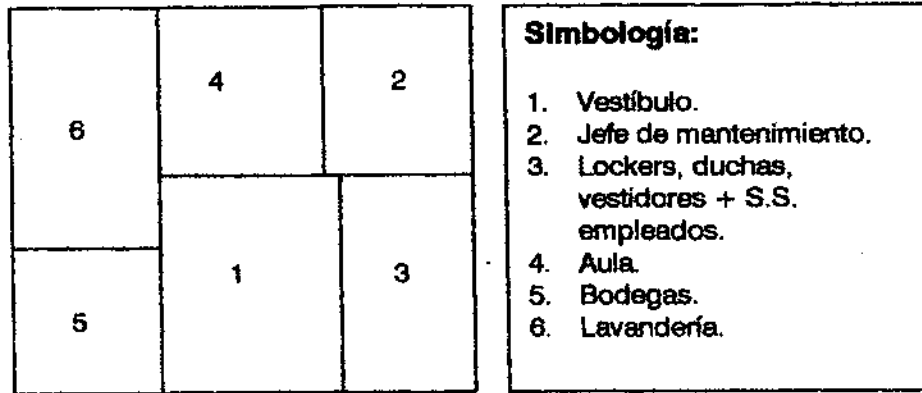 4
2
6
1
3
5
Simbología:
1. Vestíbulo.
2. Jefe de mantenimiento.
3. Lockers, duchas,
vestidores + S.S.
empleados.
4. Aula.
5. Bodegas.
6. Lavandería.